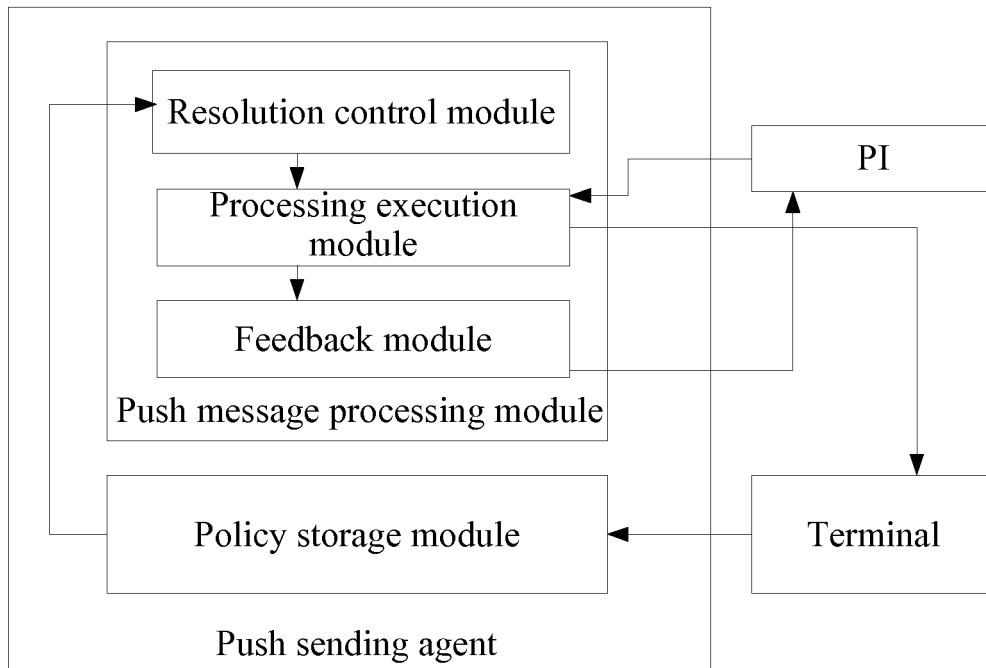 Resolution control module
PI
Processing execution
module
Feedback module
Push message processing module
Policy storage module
Terminal
Push sending agent